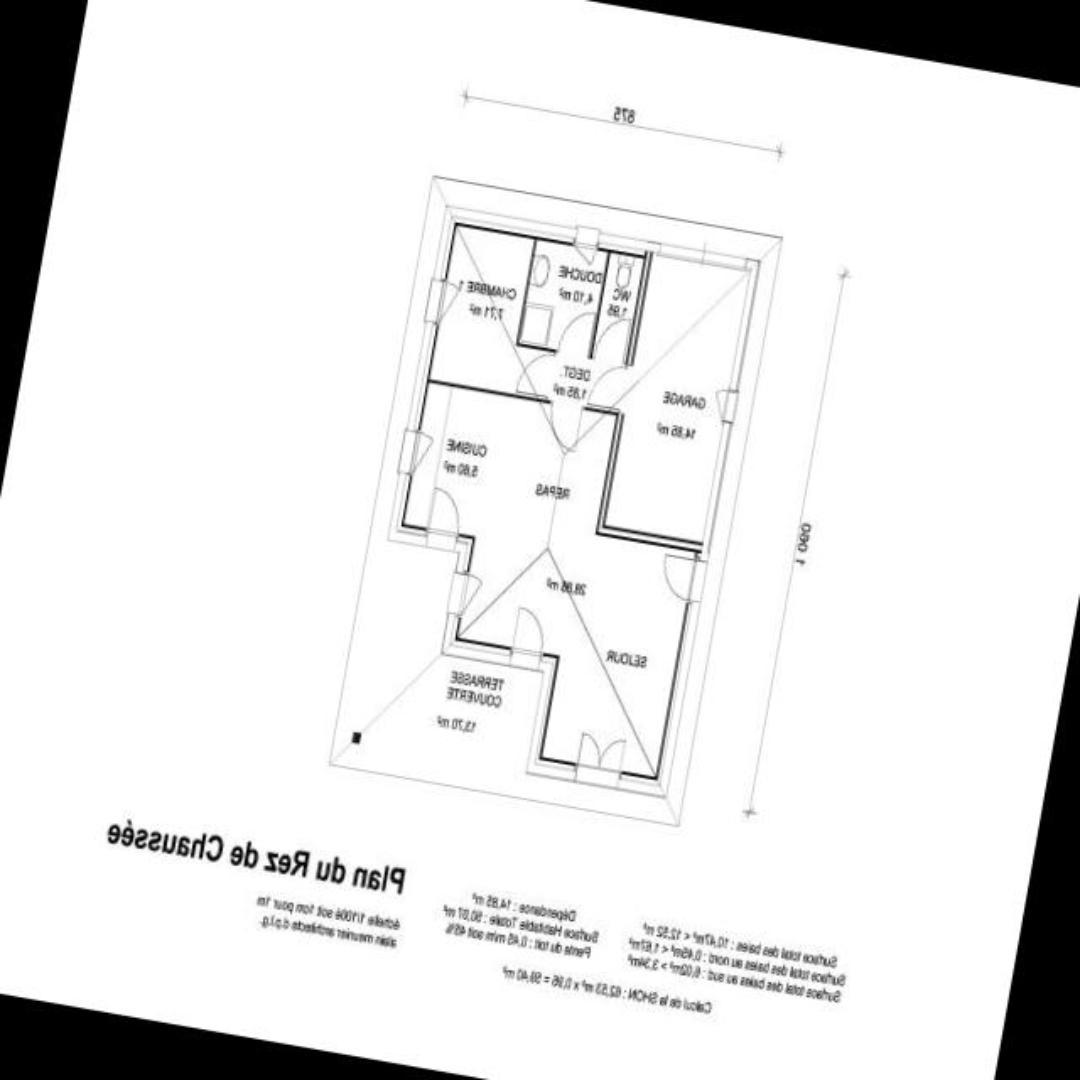 875
CHAMBRE 1
7,71 m²
DOUCHE
4,10 m²
WC
1,95
DEGT.
1,85 m²
GARAGE
14,85 m²
CUISINE
5,60 m²
REPAS
1 090
28,86 m²
SEJOUR
TERRASSE
COUVERTE
13,70 m²
Plan du Rez de Chaussée
échelle 1/100è soit 1cm pour 1m
alain meunier architecte d.p.l.g.
Dépendance : 14,85 m²
Surface Habitable Totale : 50,07 m²
Pente du toit : 0,45 m/m soit 45%
Surface total des baies : 10,47m² < 12,52 m²
Surface total des baies au nord : 0,45m² < 1,67m²
Surface total des baies au sud : 6,02m² > 3,34m²
Calcul de la SHON : 62,53 m² x 0,95 = 59,40 m²